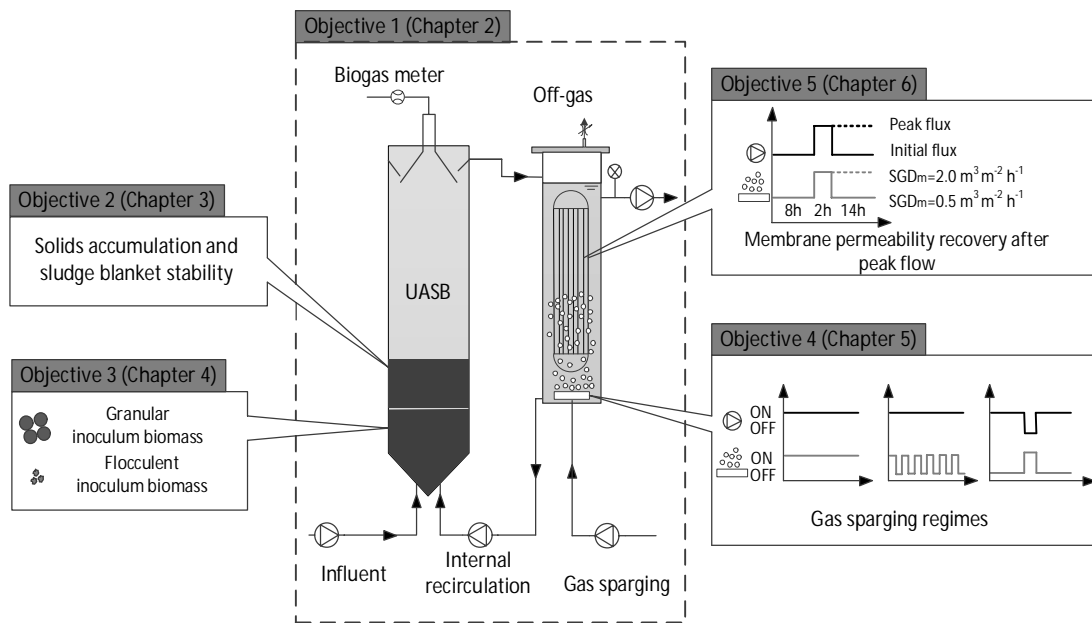 Objective 1 (Chapter 2)
Biogas meter
Off-gas
UASB
Influent
Internal
recirculation
Gas sparging
Objective 2 (Chapter 3)
Solids accumulation and
sludge blanket stability
Objective 3 (Chapter 4)
Granular
inoculum biomass
Flocculent
inoculum biomass
Objective 5 (Chapter 6)
Peak flux
Initial flux
SGDm=2.0 m³ m⁻² h⁻¹
SGDm=0.5 m³ m⁻² h⁻¹
8h 2h 14h
Membrane permeability recovery after
peak flow
Objective 4 (Chapter 5)
ON
OFF
ON
OFF
Gas sparging regimes